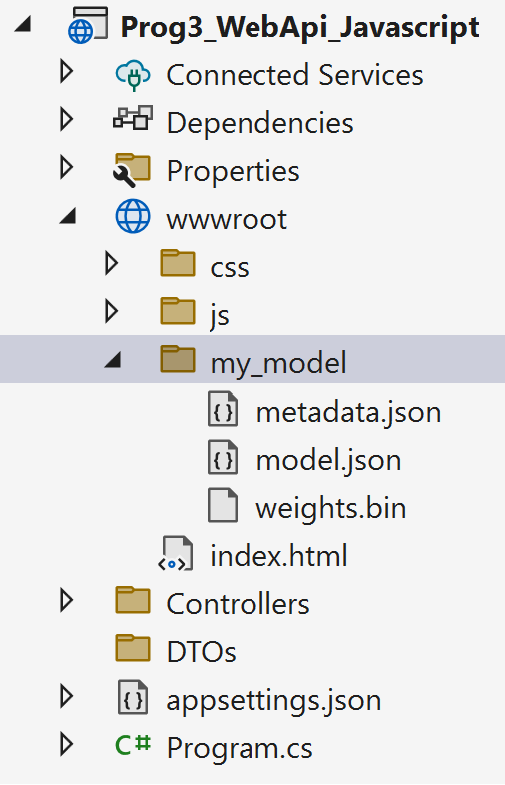 Prog3_WebApi_Javascript
Connected Services
Dependencies
Properties
wwwroot
css
js
my_model
metadata.json
model.json
weights.bin
index.html
Controllers
DTOs
appsettings.json
C# Program.cs